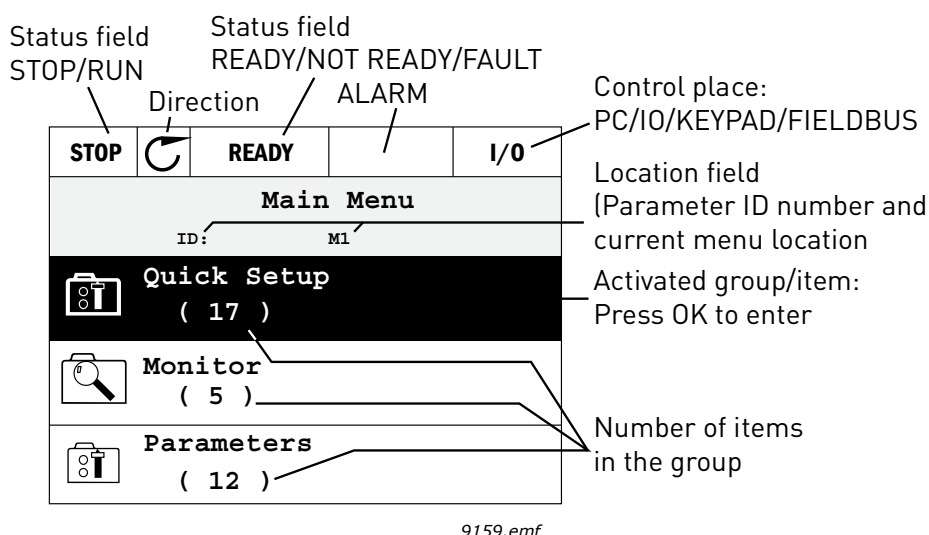 Status field
STOP/RUN
Direction
Status field
READY/NOT READY/FAULT
ALARM
Control place:
PC/IO/KEYPAD/FIELDBUS
STOP
READY
I/O
Main Menu
ID:
M1
Location field
(Parameter ID number and
current menu location
Quick Setup
( 17 )
Activated group/item:
Press OK to enter
Monitor
( 5 )
Parameters
( 12 )
Number of items
in the group
9159.emf